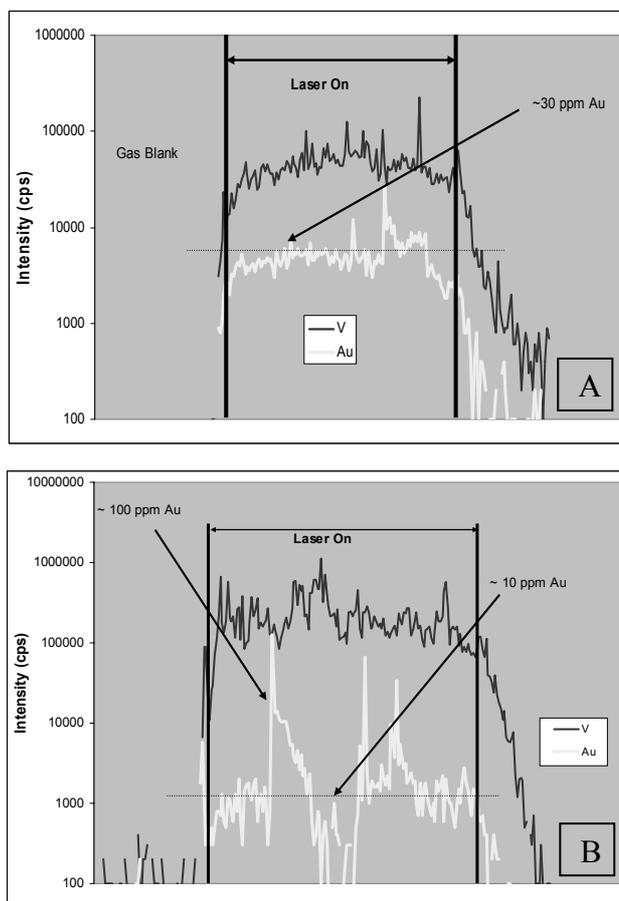 1000000
100000
10000
1000
100
Intensity (cps)
Gas Blank
Laser On
~30 ppm Au
V
Au
A
10000000
1000000
100000
10000
1000
100
Intensity (cps)
~ 100 ppm Au
Laser On
~ 10 ppm Au
V
Au
B